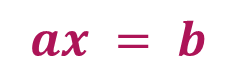 ax = b